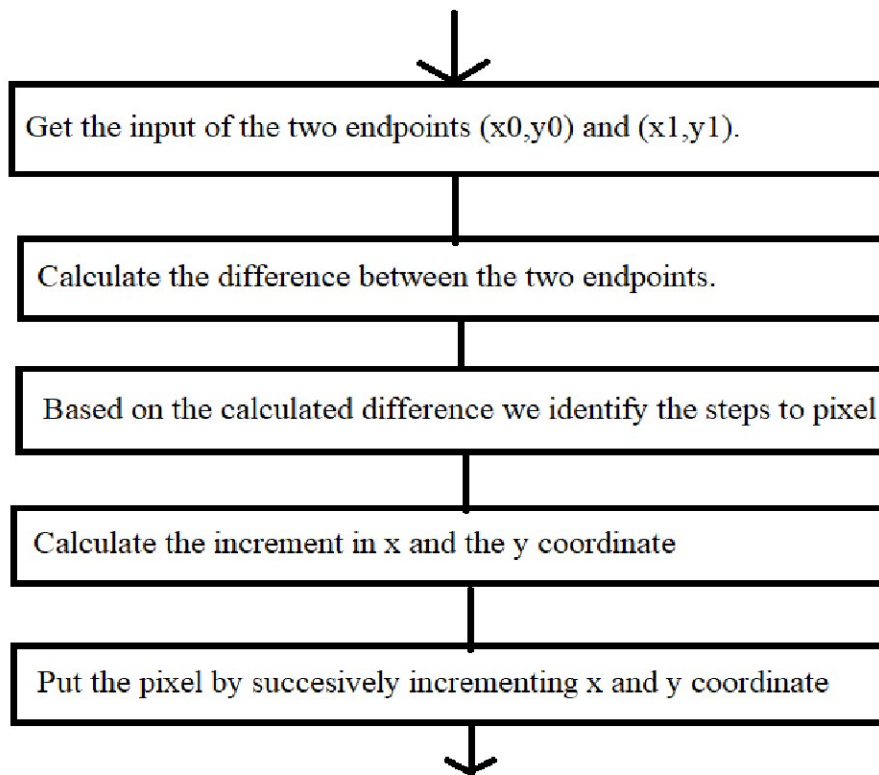 Get the input of the two endpoints (x0,y0) and (x1,y1).
Calculate the difference between the two endpoints.
Based on the calculated difference we identify the steps to pixel
Calculate the increment in x and the y coordinate
Put the pixel by succesively incrementing x and y coordinate